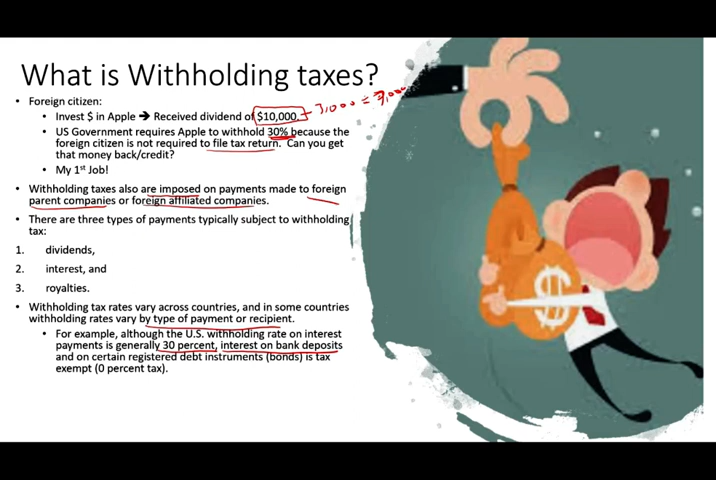 What is Withholding taxes?
• Foreign citizen:
• Invest $ in Apple ➔ Received dividend of $10,000. - 3,000 = 7,000
• US Government requires Apple to withhold 30% because the
foreign citizen is not required to file tax return. Can you get
that money back/credit?
• My 1st Job!
• Withholding taxes also are imposed on payments made to foreign
parent companies or foreign affiliated companies.
• There are three types of payments typically subject to withholding
tax:
1. dividends,
2. interest, and
3. royalties.
• Withholding tax rates vary across countries, and in some countries
withholding rates vary by type of payment or recipient.
• For example, although the U.S. withholding rate on interest
payments is generally 30 percent, interest on bank deposits
and on certain registered debt instruments (bonds) is tax
exempt (0 percent tax).
$